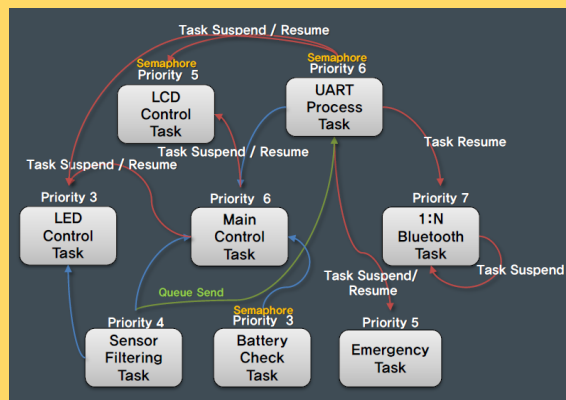 Task Suspend / Resume
Semaphore
Priority 5
LCD
Control
Task
Semaphore
Priority 6
UART
Process
Task
Task Resume
Task Suspend / Resume
Task Suspend / Resume
Priority 3
LED
Control
Task
Priority 6
Main
Control
Task
Priority 7
1:N
Bluetooth
Task
Task Suspend
Task Suspend/
Resume
Queue Send
Priority 4
Sensor
Filtering
Task
Semaphore
Priority 3
Battery
Check
Task
Priority 5
Emergency
Task